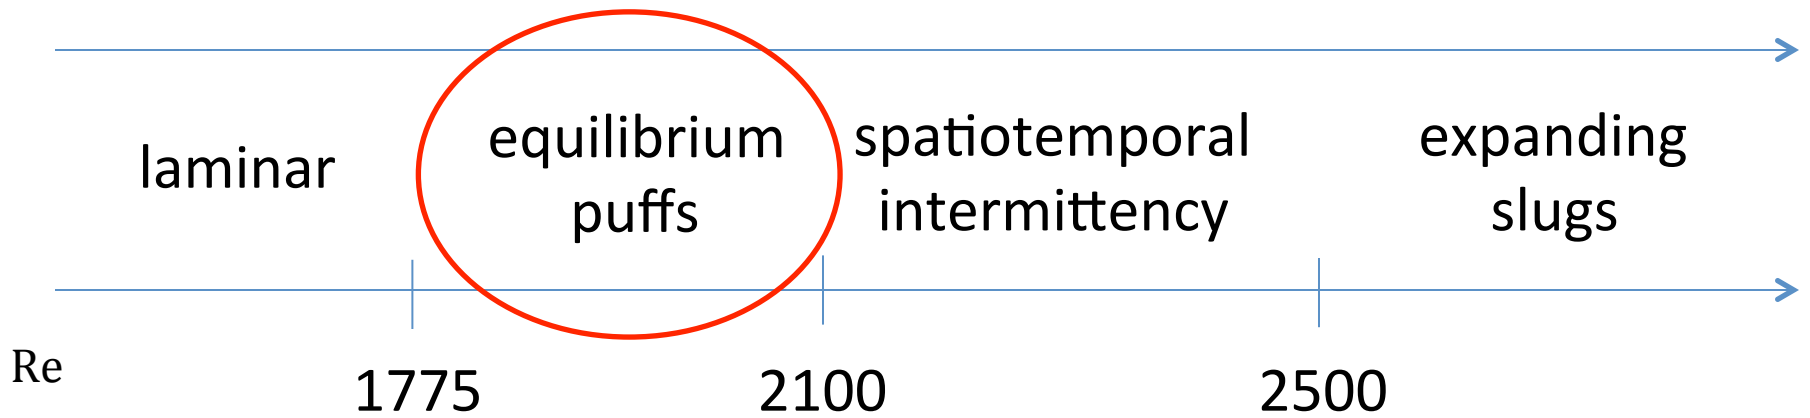 laminar
equilibrium
puffs
spatiotemporal
intermittency
expanding
slugs
Re
1775
2100
2500